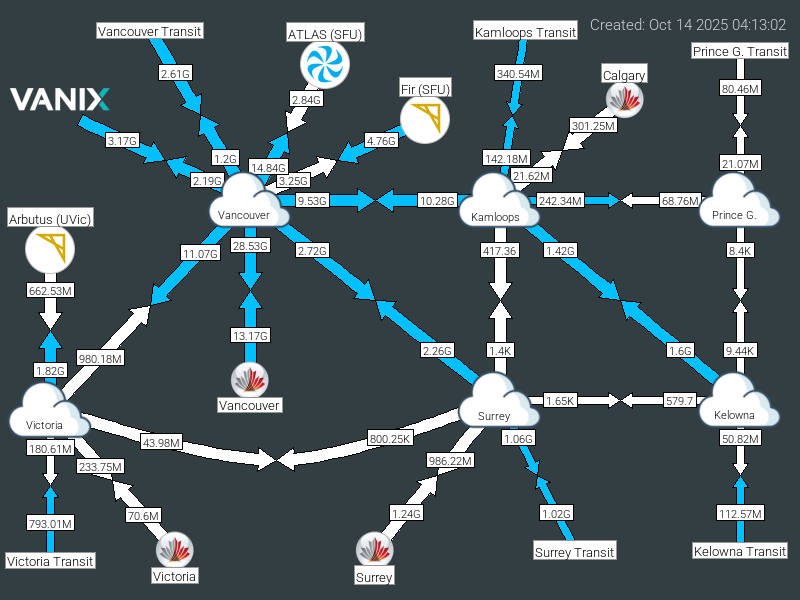 Created: Oct 14 2025 04:13:02
Vancouver Transit
ATLAS (SFU)
Kamloops Transit
Prince G. Transit
2.61G
340.54M
Calgary
80.46M
VANIX
2.84G
Fir (SFU)
3.17G
4.76G
301.25M
1.2G
142.18M
21.07M
14.84G
2.19G
3.25G
21.62M
9.53G
10.28G
242.34M
68.76M
Vancouver
Kamloops
Prince G.
Arbutus (UVic)
11.07G
28.53G
2.72G
417.36
1.42G
8.4K
662.53M
13.17G
980.18M
2.26G
1.4K
1.6G
9.44K
1.82G
Vancouver
1.65K
579.7
Victoria
Surrey
Kelowna
43.98M
800.25K
1.06G
50.82M
180.61M
233.75M
986.22M
793.01M
70.6M
1.24G
1.02G
112.57M
Victoria Transit
Victoria
Surrey
Surrey Transit
Kelowna Transit